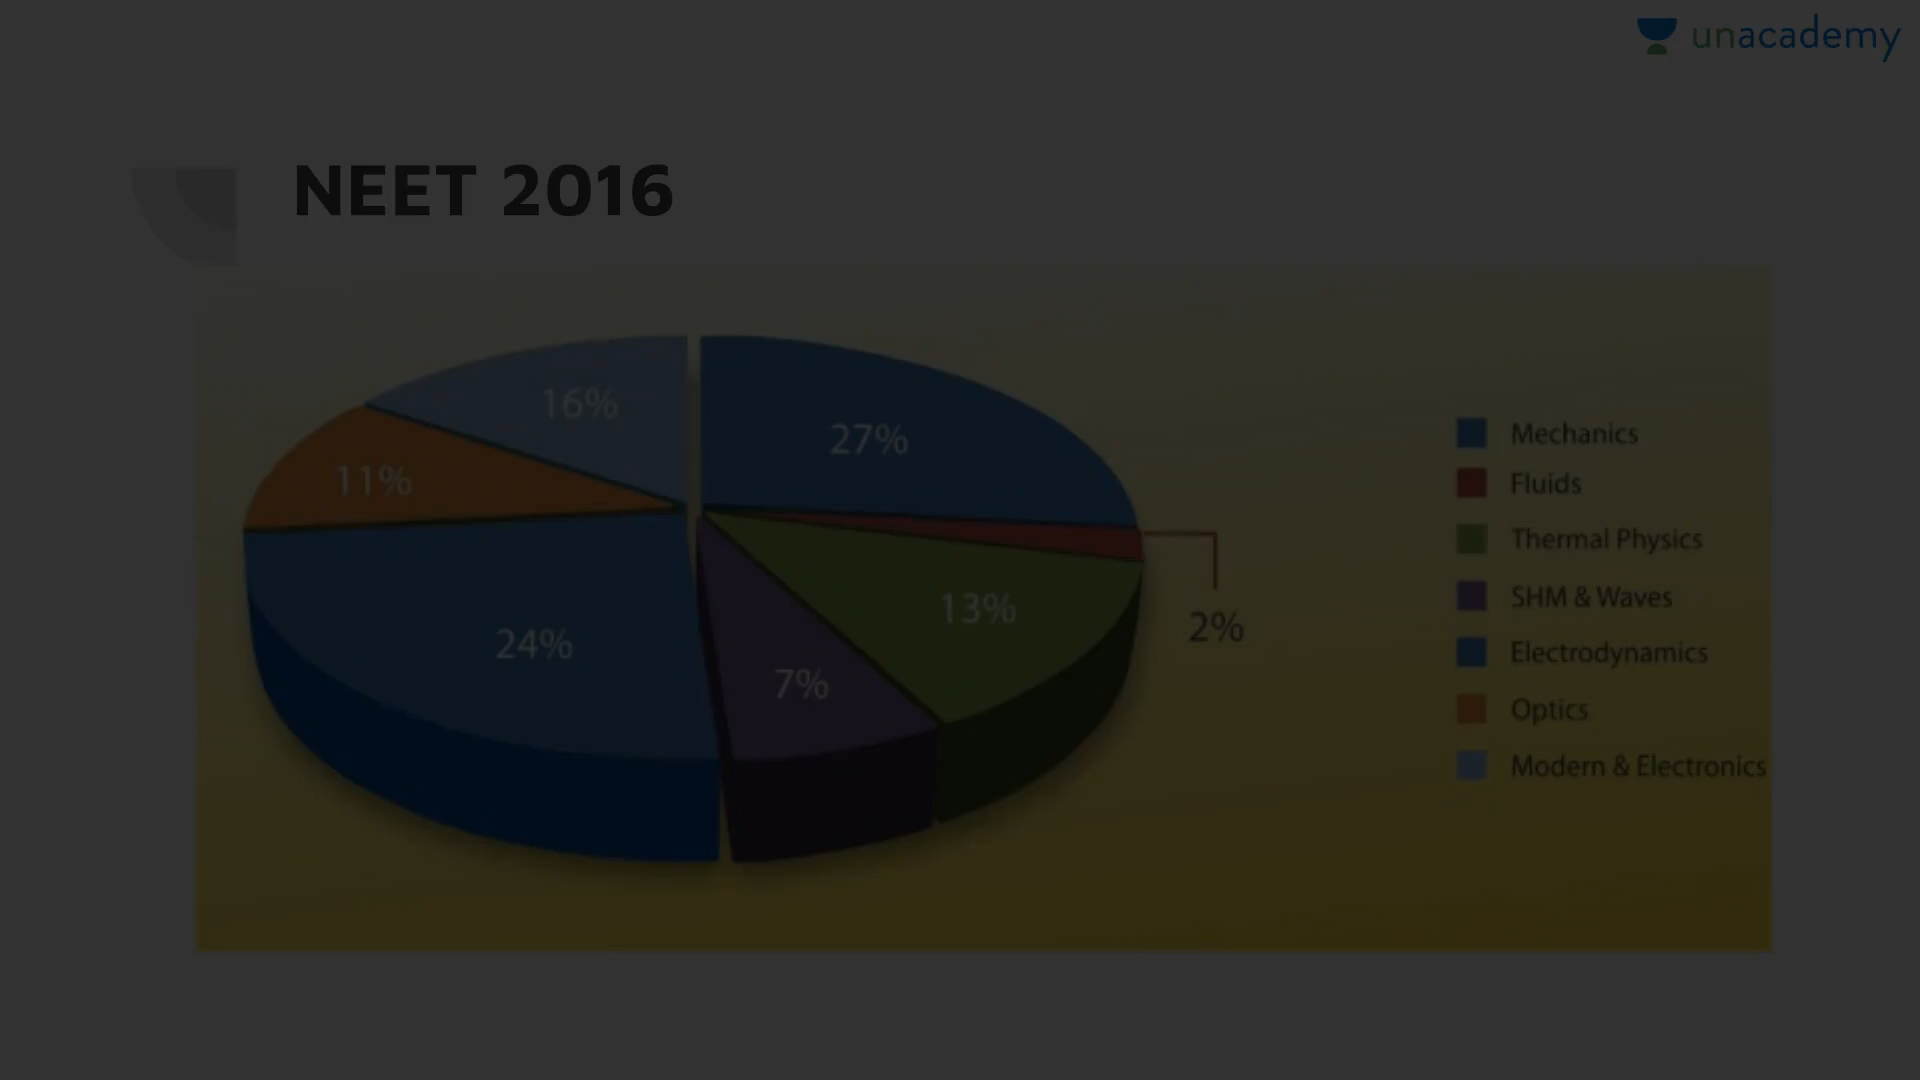 unacademy
NEET 2016
16%
27%
11%
24%
7%
13%
2%
Mechanics
Fluids
Thermal Physics
SHM & Waves
Electrodynamics
Optics
Modern & Electronics